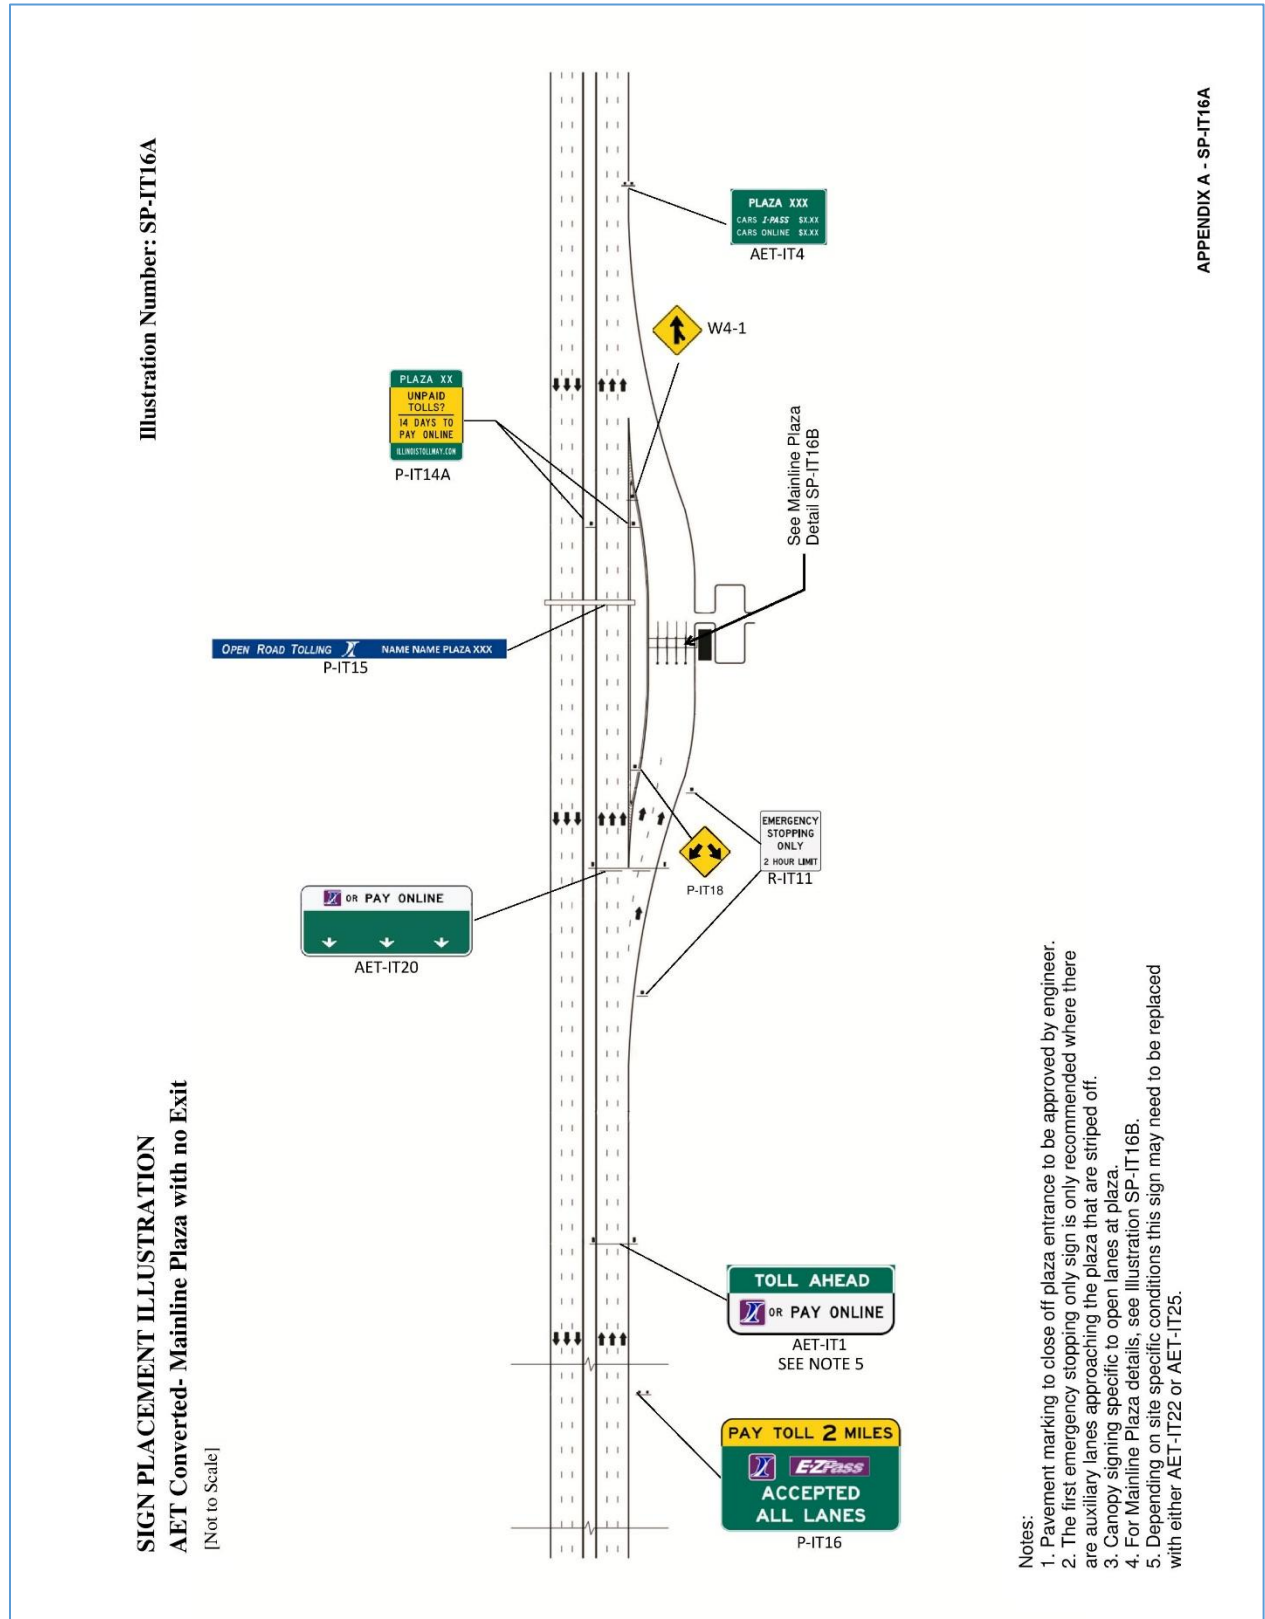 SIGN PLACEMENT ILLUSTRATION
AET Converted- Mainline Plaza with no Exit
[Not to Scale]
Illustration Number: SP-IT16A
PLAZA XX
UNPAID
TOLLS?
14 DAYS TO
PAY ONLINE
ILLINOISTOLLWAY.COM
P-IT14A
PLAZA XXX
CARS I-PASS $X.XX
CARS ONLINE $X.XX
AET-IT4
W4-1
See Mainline Plaza
Detail SP-IT16B
OPEN ROAD TOLLING NAME NAME PLAZA XXX
P-IT15
OR PAY ONLINE
AET-IT20
P-IT18
EMERGENCY
STOPPING
ONLY
2 HOUR LIMIT
R-IT11
TOLL AHEAD
OR PAY ONLINE
AET-IT1
SEE NOTE 5
PAY TOLL 2 MILES
E-ZPass
ACCEPTED
ALL LANES
P-IT16
Notes:
1. Pavement marking to close off plaza entrance to be approved by engineer.
2. The first emergency stopping only sign is only recommended where there
are auxiliary lanes approaching the plaza that are striped off.
3. Canopy signing specific to open lanes at plaza.
4. For Mainline Plaza details, see Illustration SP-IT16B.
5. Depending on site specific conditions this sign may need to be replaced
with either AET-IT22 or AET-IT25.
APPENDIX A - SP-IT16A